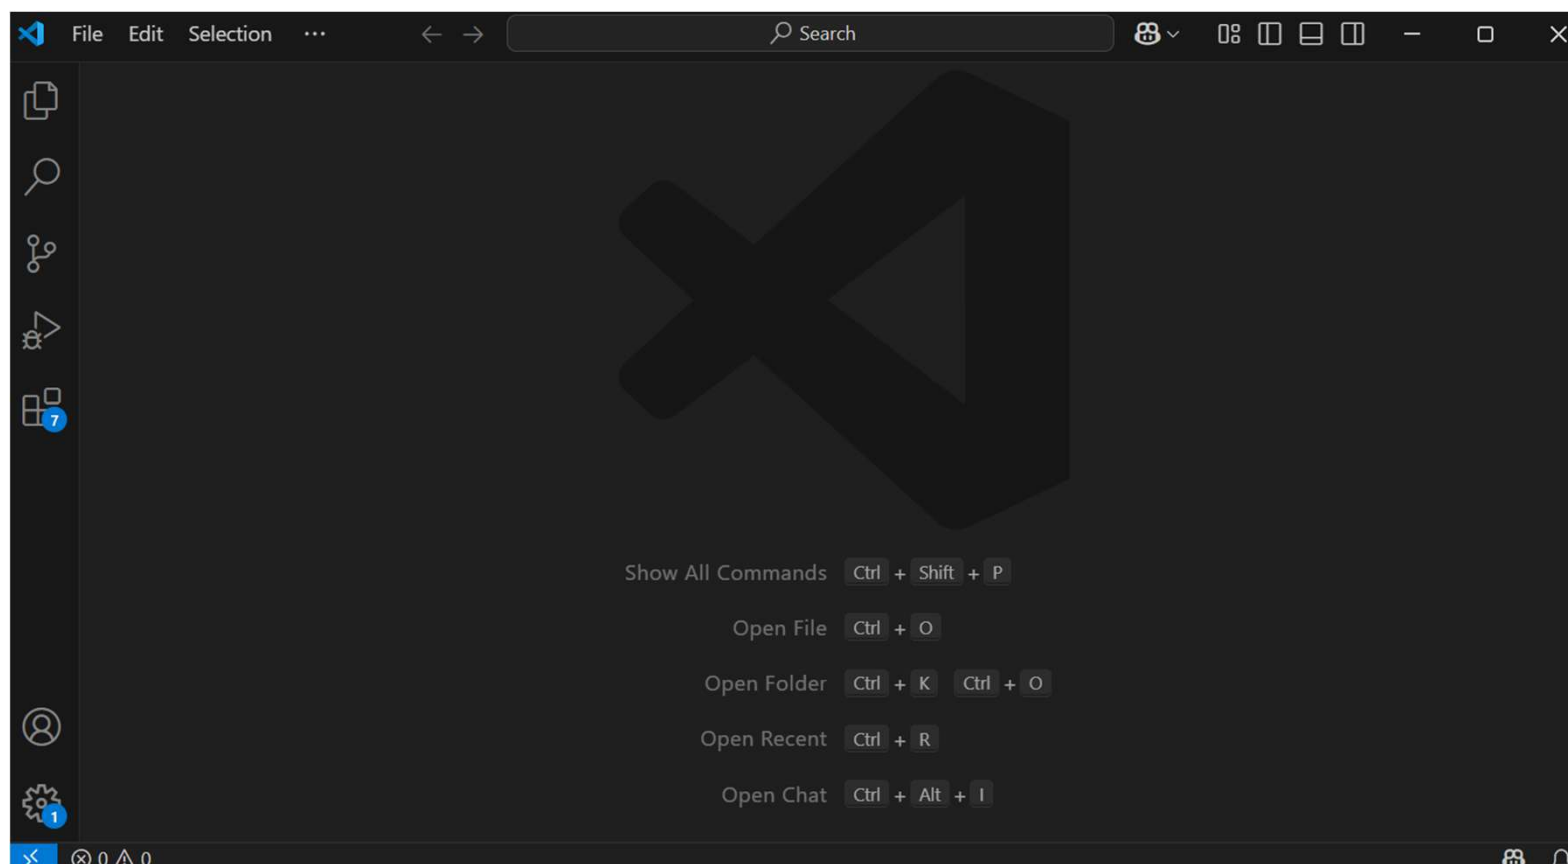 File Edit Selection ··· Search
7
Show All Commands Ctrl + Shift + P
Open File Ctrl + O
Open Folder Ctrl + K Ctrl + O
Open Recent Ctrl + R
Open Chat Ctrl + Alt + I
1
0 0